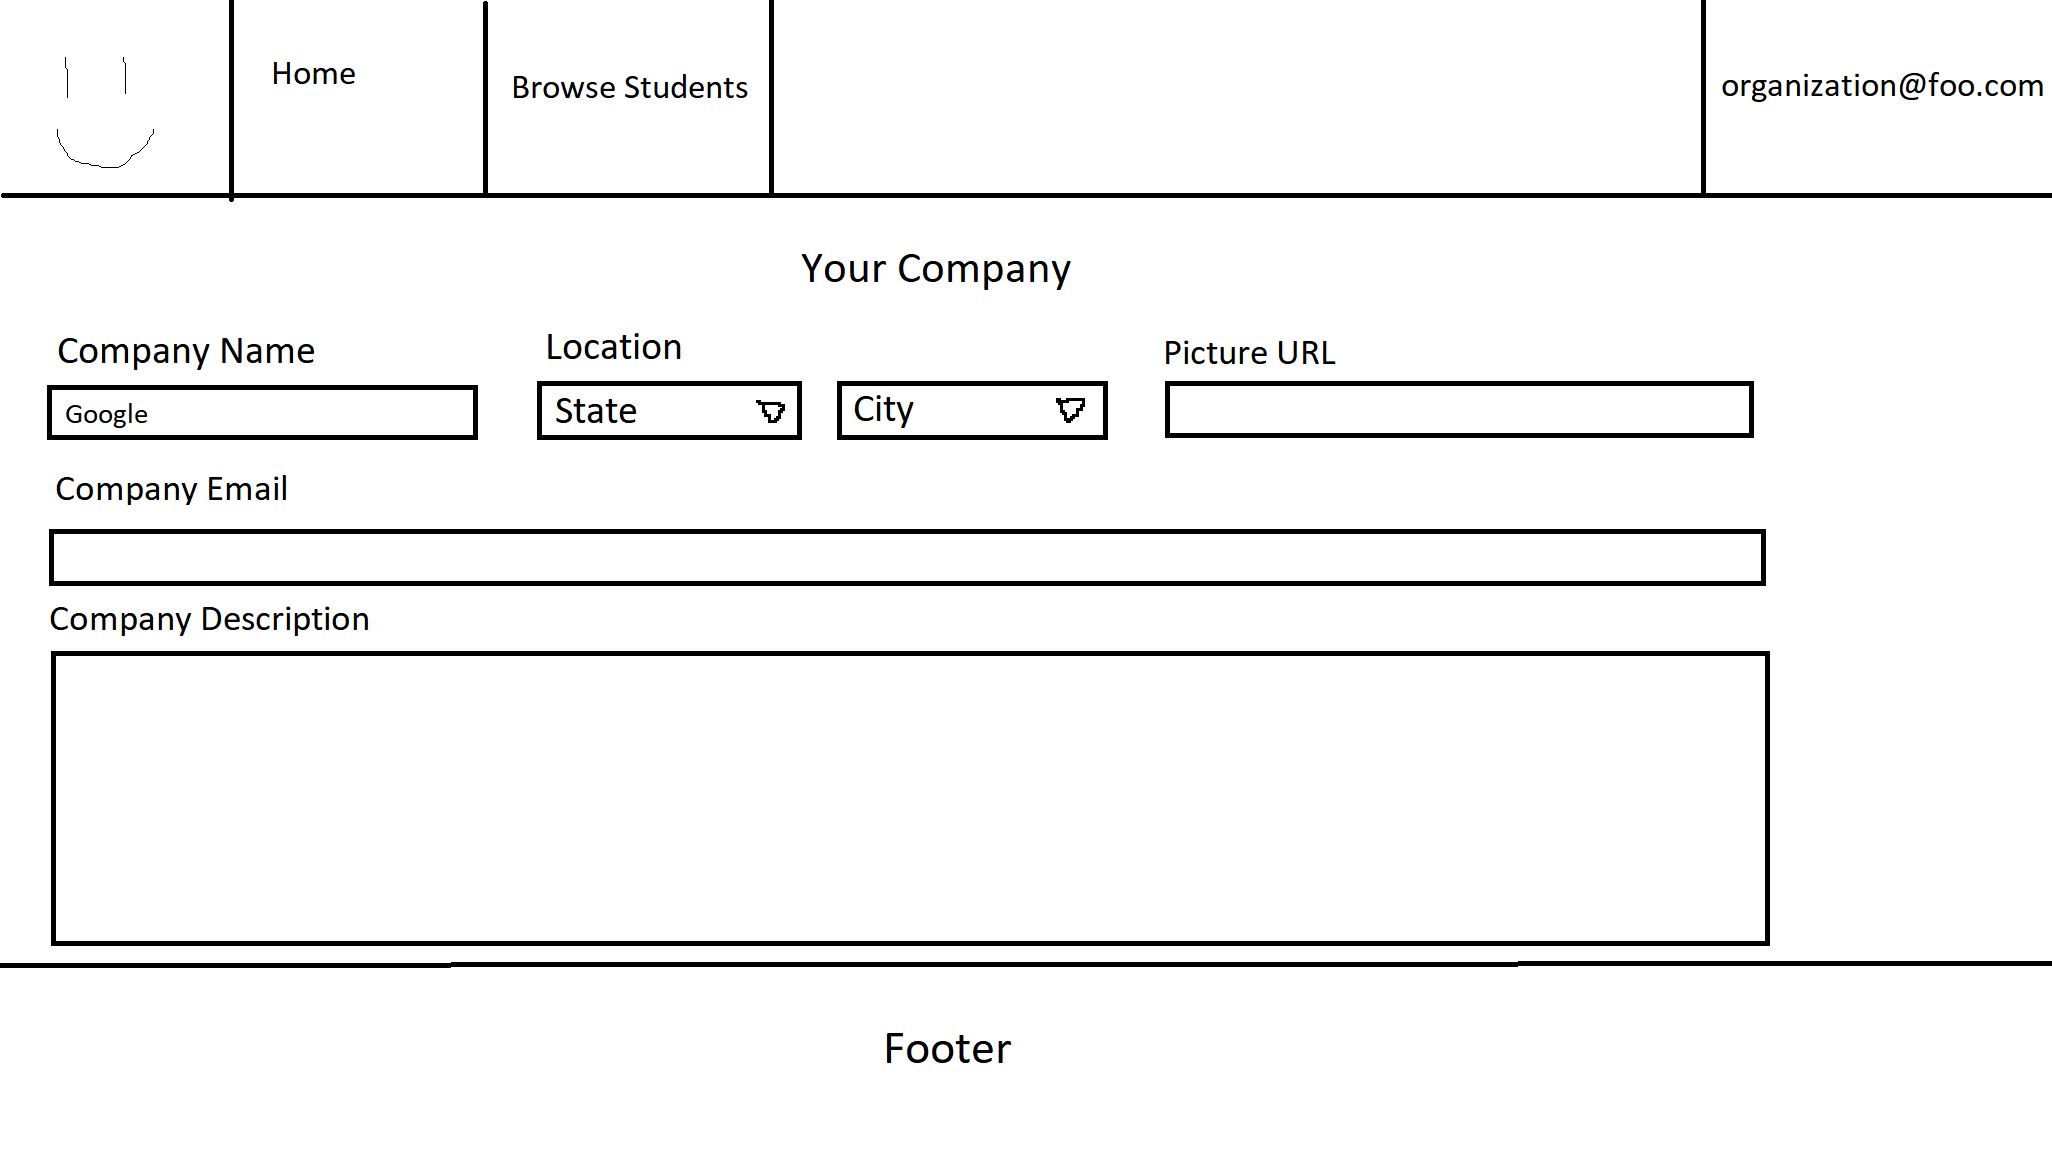 Home
Browse Students
organization@foo.com
Your Company
Company Name
Location
Picture URL
Google
State
City
Company Email
Company Description
Footer